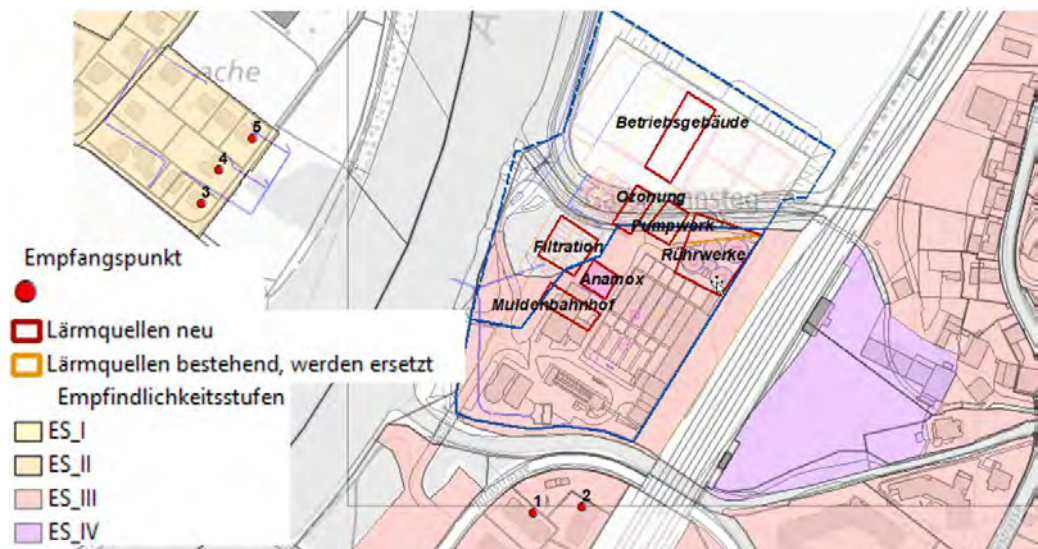 ache
5
4
3
Betriebsgebäude
Ozonung
Pumpwerk
Filtration
Rührwerke
Anamox
Muldenbahnhof
Empfangspunkt
Lärmquellen neu
Lärmquellen bestehend, werden ersetzt
Empfindlichkeitsstufen
ES_I
ES_II
ES_III
ES_IV
1
2